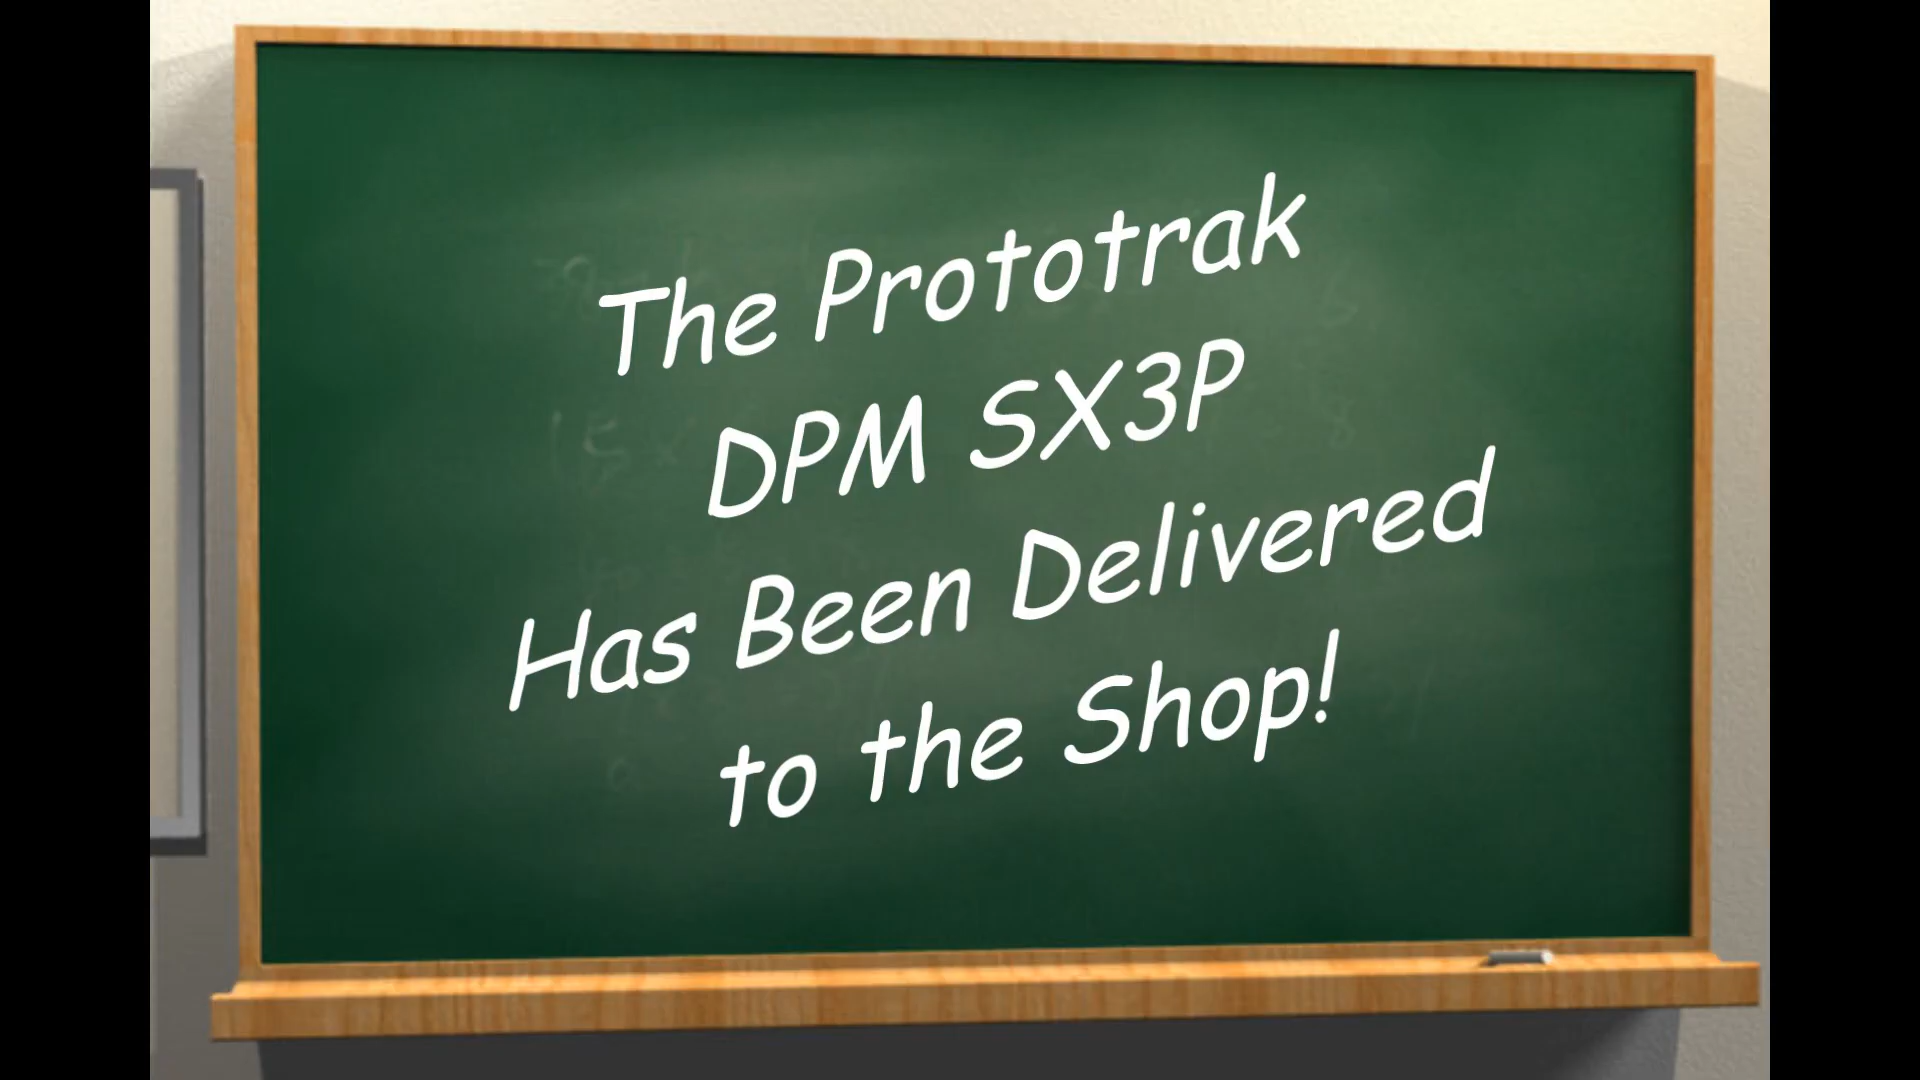 The Prototrak
DPM SX3P
Has Been Delivered
to the Shop!